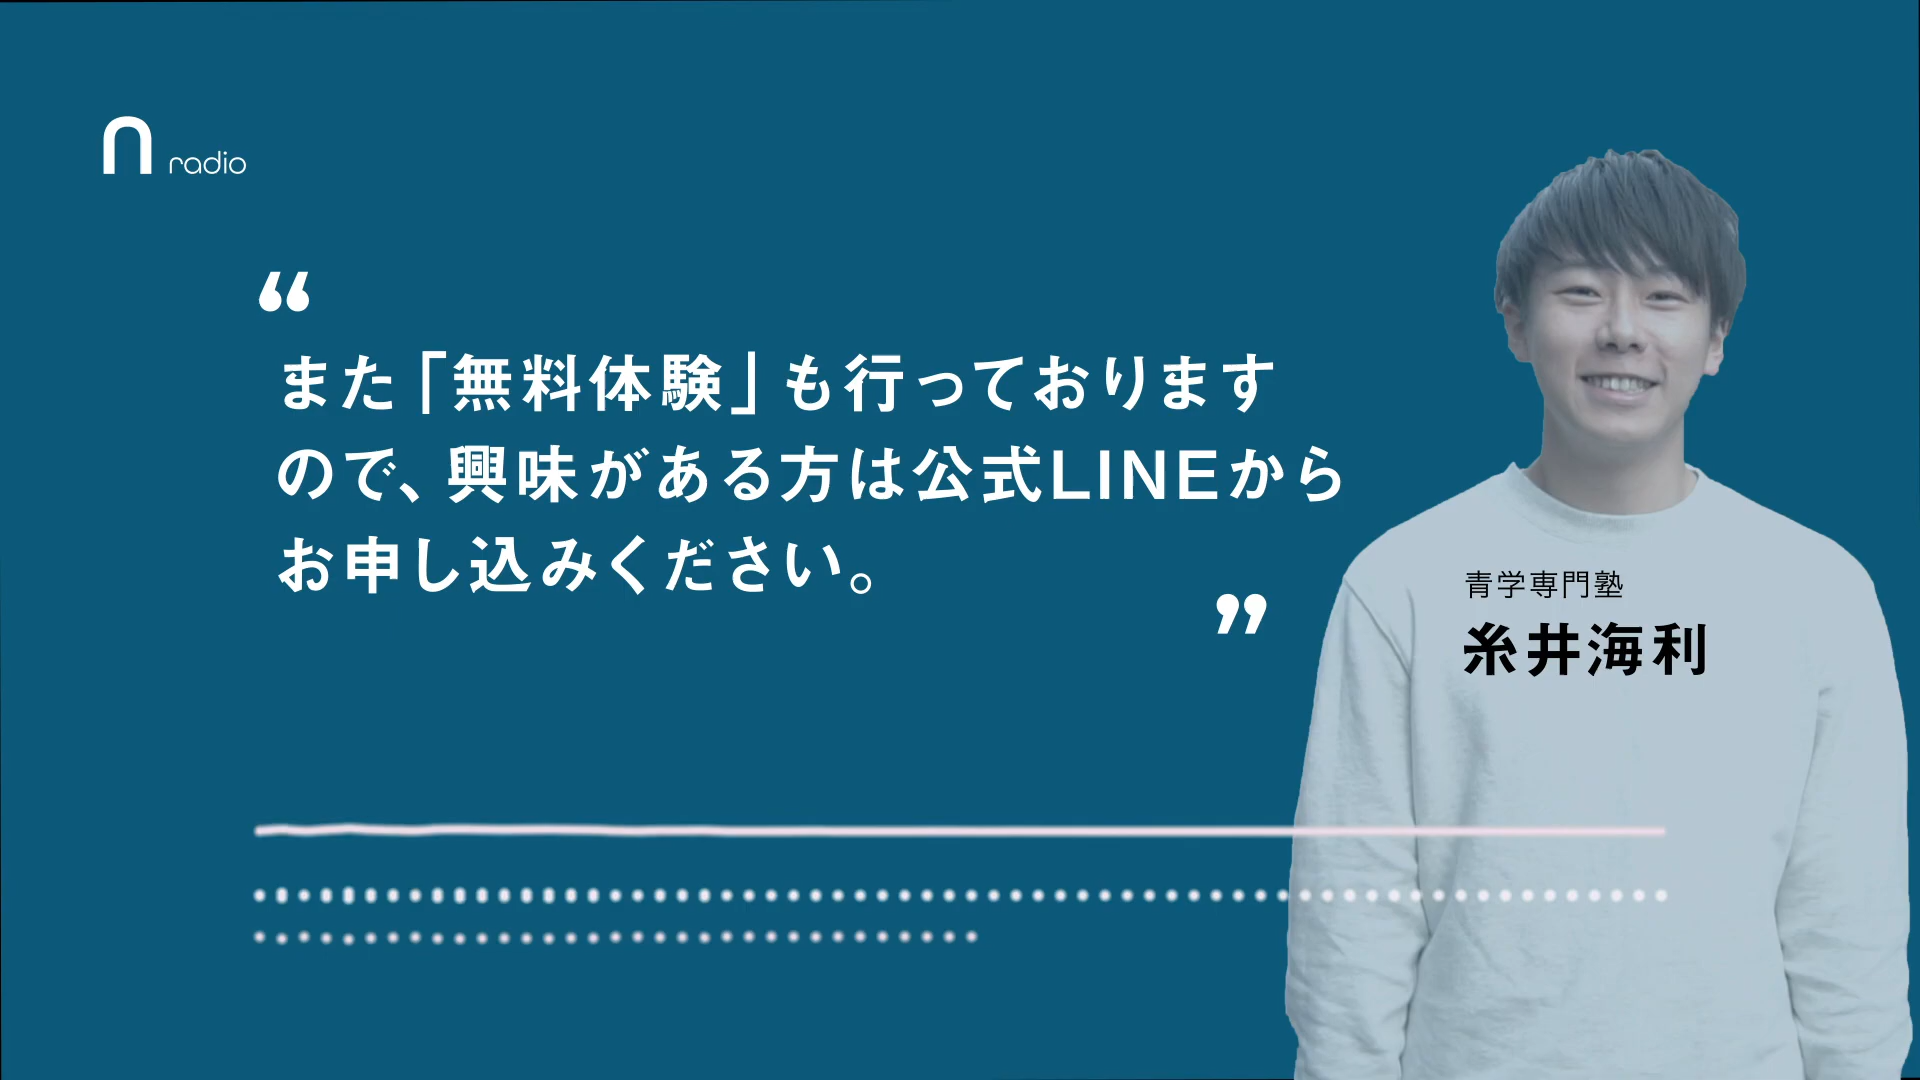 n radio
“
また「無料体験」も行っております
ので、興味がある方は公式LINEから
お申し込みください。
”
青学専門塾
糸井海利